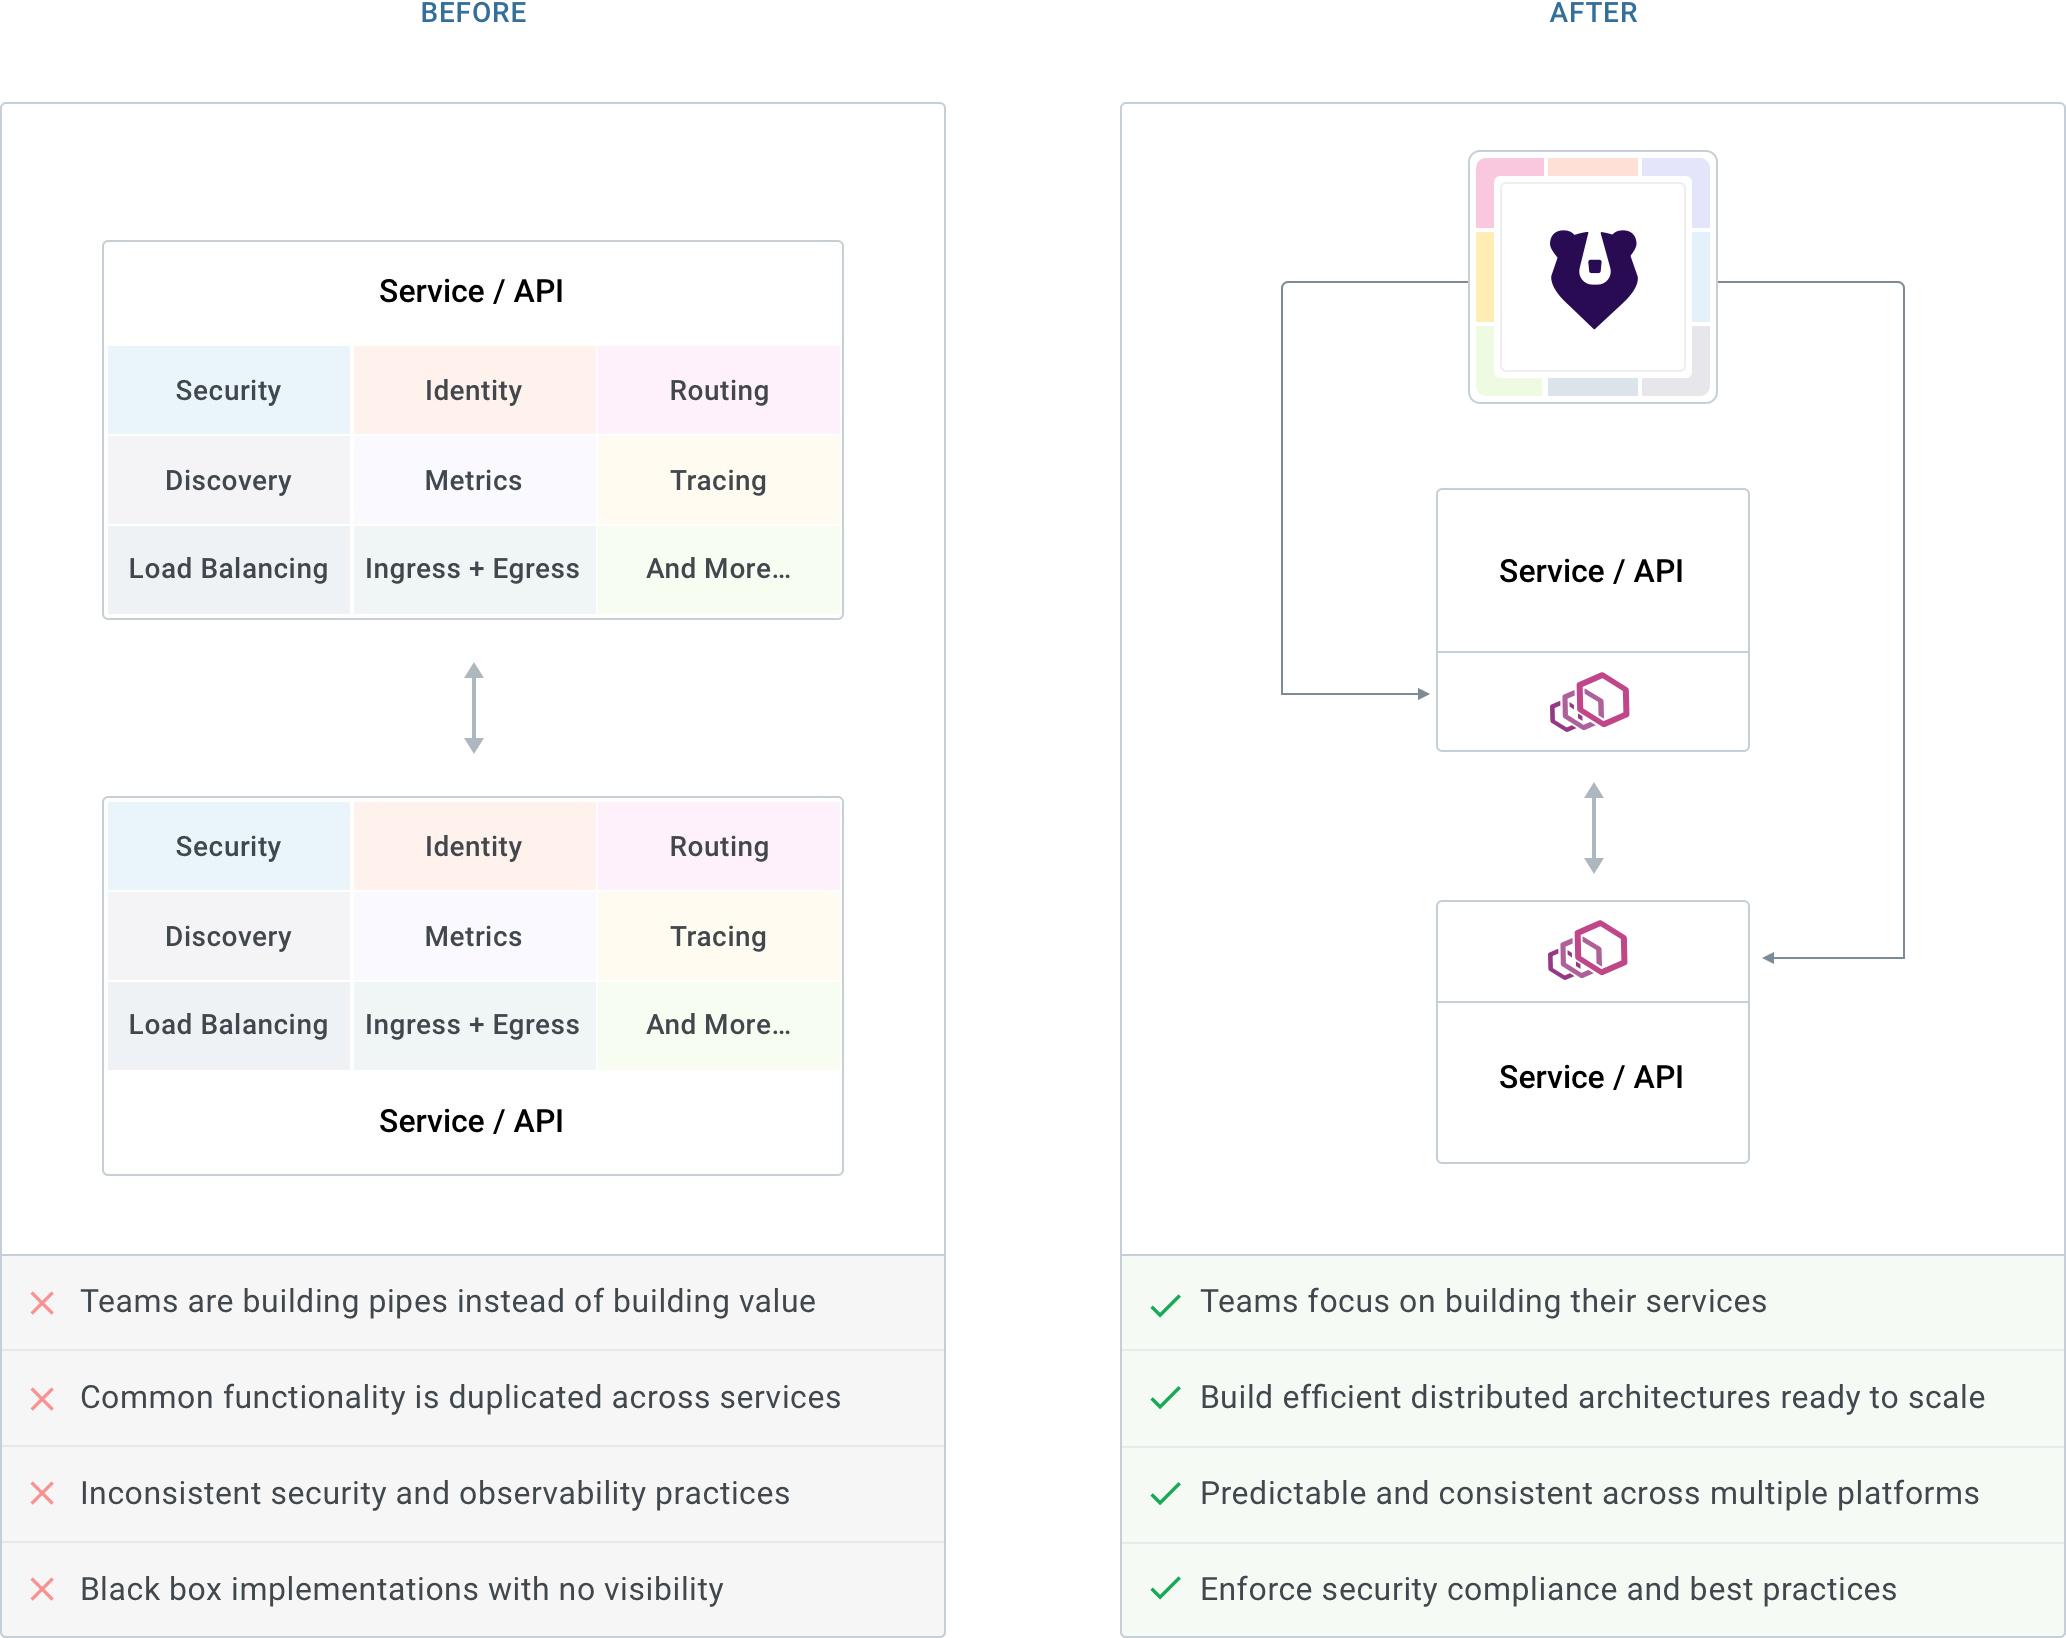 BEFORE
Service / API
Security
Identity
Routing
Discovery
Metrics
Tracing
Load Balancing
Ingress + Egress
And More...
Security
Identity
Routing
Discovery
Metrics
Tracing
Load Balancing
Ingress + Egress
And More...
Service / API
Teams are building pipes instead of building value
Common functionality is duplicated across services
Inconsistent security and observability practices
Black box implementations with no visibility
AFTER
Service / API
Service / API
Teams focus on building their services
Build efficient distributed architectures ready to scale
Predictable and consistent across multiple platforms
Enforce security compliance and best practices